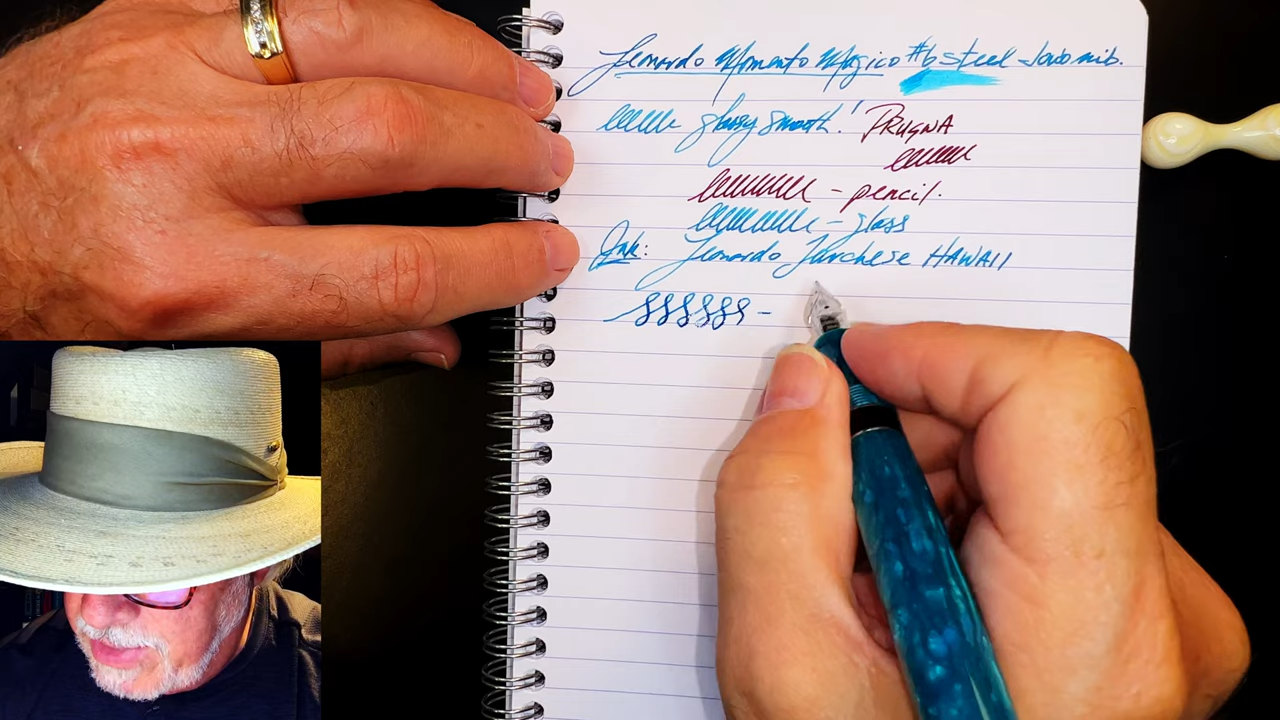 Leonardo Momento Magico #6 steel - Jowo nib.
glassy smooth! PRUGNA
- pencil.
- glass
Ink: Leonardo Turchese HAWAII